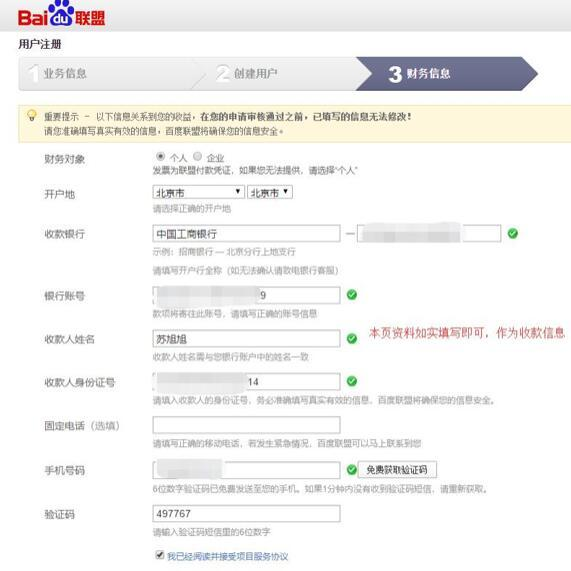 Baidu联盟
用户注册
1 业务信息 2 创建用户 3 财务信息
重要提示 - 以下信息关系到您的收益，在您的申请审核通过之前，已填写的信息无法修改！
请您准确填写真实有效的信息，百度联盟将确保您的信息安全。
财务对象 个人 企业
发票为联盟付款凭证，如果您无法提供，请选择“个人”
开户地 北京市 北京市
请选择正确的开户地
收款银行 中国工商银行 —
示例：招商银行 — 北京分行上地支行
请填写开户行全称（如无法确认请致电银行客服）
银行账号 9
款项将寄往此账号，请填写正确的账号信息
收款人姓名 苏旭旭 本页资料如实填写即可，作为收款信息
收款人姓名需与您银行账户中的姓名一致
收款人身份证号 14
请填入收款人的身份证号，务必准确填写真实有效的信息，百度联盟将确保您的信息安全。
固定电话（选填）
请填写正确的移动电话，若发生紧急情况，百度联盟可以马上联系到您
手机号码 免费获取验证码
6位数字验证码已免费发送至您的手机。如果1分钟内没有收到验证码短信，请重新获取。
验证码 497767
请输入验证码短信里的6位数字
我已经阅读并接受项目服务协议